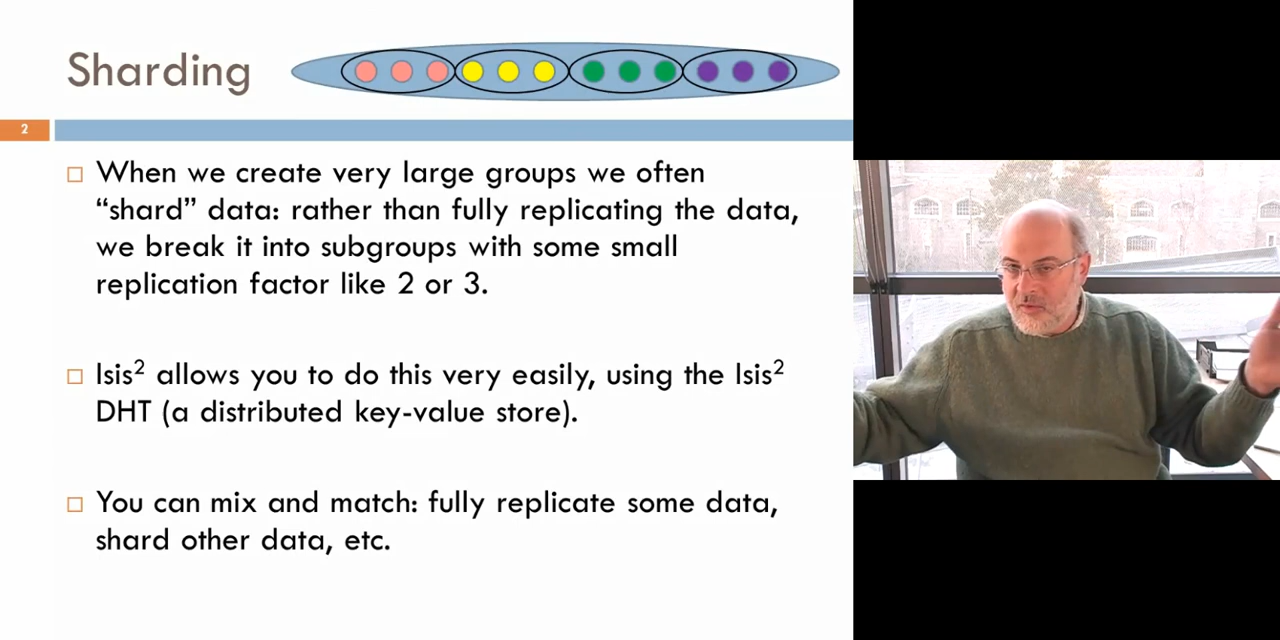 Sharding
2
When we create very large groups we often
“shard” data: rather than fully replicating the data,
we break it into subgroups with some small
replication factor like 2 or 3.
Isis² allows you to do this very easily, using the Isis²
DHT (a distributed key-value store).
You can mix and match: fully replicate some data,
shard other data, etc.